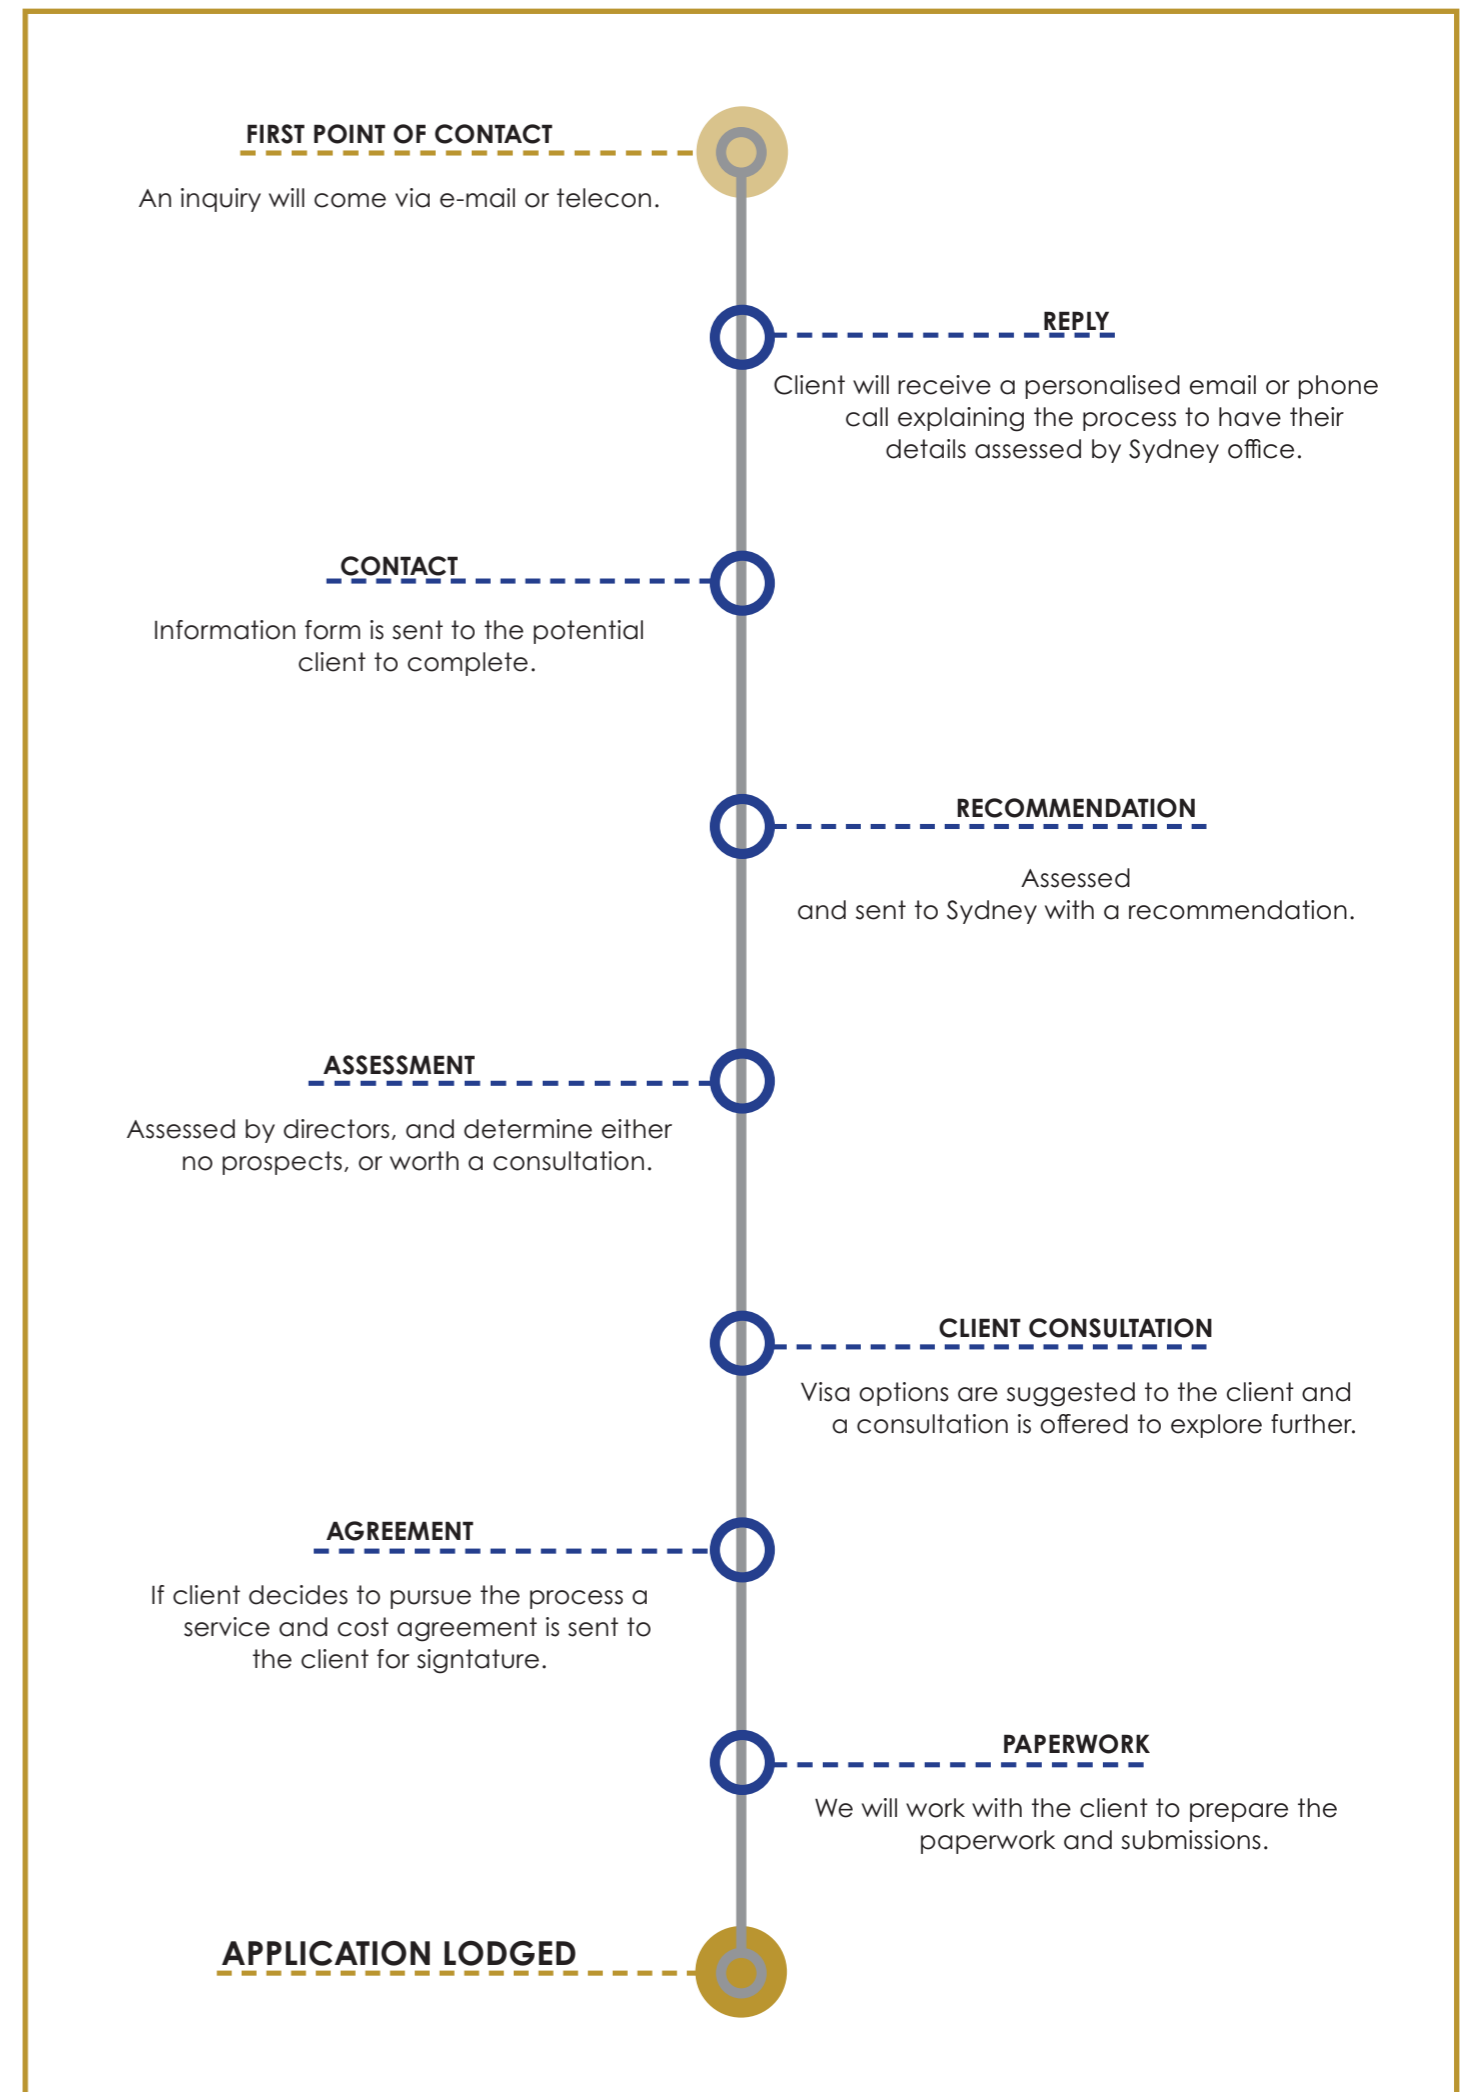 FIRST POINT OF CONTACT
An inquiry will come via e-mail or telecon.
REPLY
Client will receive a personalised email or phone
call explaining the process to have their
details assessed by Sydney office.
CONTACT
Information form is sent to the potential
client to complete.
RECOMMENDATION
Assessed
and sent to Sydney with a recommendation.
ASSESSMENT
Assessed by directors, and determine either
no prospects, or worth a consultation.
CLIENT CONSULTATION
Visa options are suggested to the client and
a consultation is offered to explore further.
AGREEMENT
If client decides to pursue the process a
service and cost agreement is sent to
the client for signtature.
PAPERWORK
We will work with the client to prepare the
paperwork and submissions.
APPLICATION LODGED